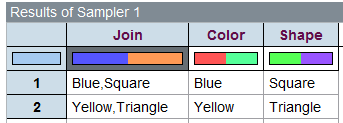 Results of Sampler 1
Join Color Shape
1 Blue,Square Blue Square
2 Yellow,Triangle Yellow Triangle